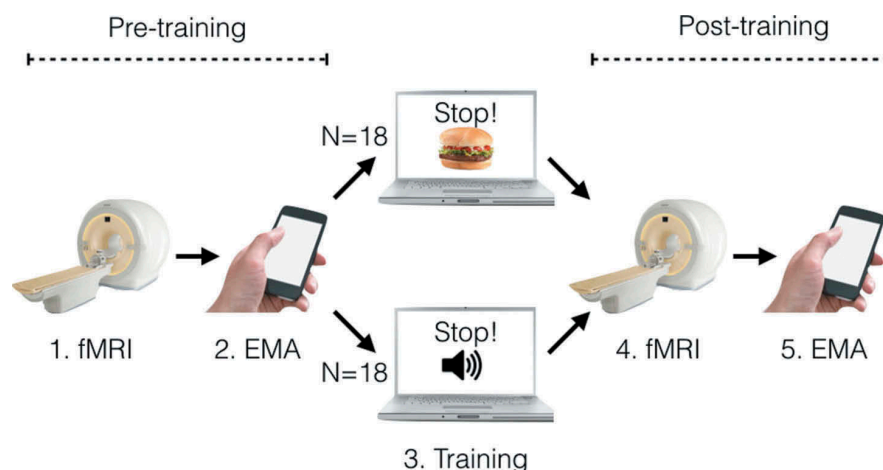 Pre-training
Post-training
N=18
Stop!
N=18
Stop!
1. fMRI
2. EMA
3. Training
4. fMRI
5. EMA